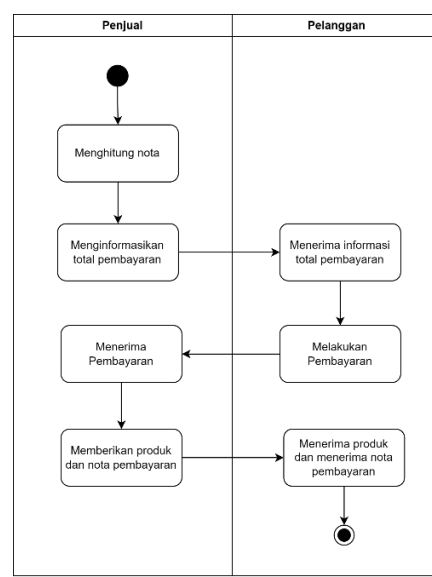 Penjual
Pelanggan
Menghitung nota
Menginformasikan
total pembayaran
Menerima informasi
total pembayaran
Melakukan
Pembayaran
Menerima
Pembayaran
Memberikan produk
dan nota pembayaran
Menerima produk
dan menerima nota
pembayaran